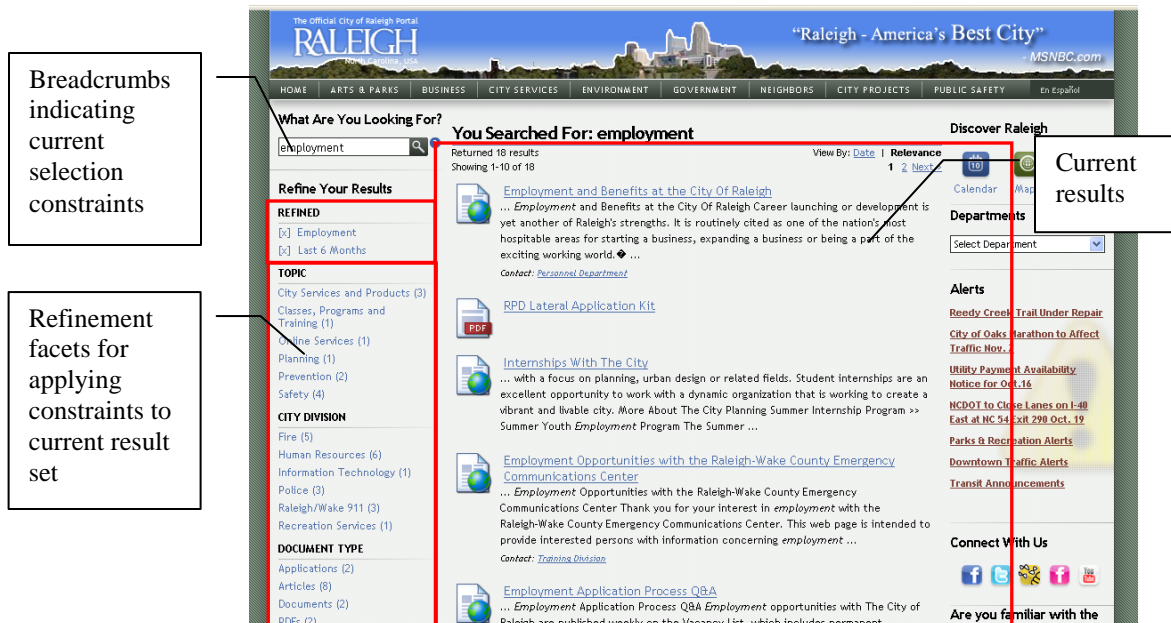 Breadcrumbs
indicating
current
selection
constraints
Refinement
facets for
applying
constraints to
current result
set
The Official City of Raleigh Portal
RALEIGH
North Carolina, USA
“Raleigh - America's Best City”
- MSNBC.com
HOME ARTS & PARKS BUSINESS CITY SERVICES ENVIRONMENT GOVERNMENT NEIGHBORS CITY PROJECTS PUBLIC SAFETY En Español
What Are You Looking For?
employment
Refine Your Results
REFINED
[x] Employment
[x] Last 6 Months
TOPIC
City Services and Products (3)
Classes, Programs and
Training (1)
Online Services (1)
Planning (1)
Prevention (2)
Safety (4)
CITY DIVISION
Fire (5)
Human Resources (6)
Information Technology (1)
Police (3)
Raleigh/Wake 911 (3)
Recreation Services (1)
DOCUMENT TYPE
Applications (2)
Articles (8)
Documents (2)
PDFs (2)
You Searched For: employment
Returned 18 results
View By: Date | Relevance
Showing 1-10 of 18
1 2 Next
Employment and Benefits at the City Of Raleigh
... Employment and Benefits at the City Of Raleigh Career launching or development is
yet another of Raleigh's strengths. It is routinely cited as one of the nation's most
hospitable areas for starting a business, expanding a business or being a part of the
exciting working world.� ...
Contact: Personnel Department
PDF
RPD Lateral Application Kit
Internships With The City
... with a focus on planning, urban design or related fields. Student internships are an
excellent opportunity to work with a dynamic organization that is working to create a
vibrant and livable city. More About The City Planning Summer Internship Program >>
Summer Youth Employment Program The Summer ...
Employment Opportunities with the Raleigh-Wake County Emergency
Communications Center
... Employment Opportunities with the Raleigh-Wake County Emergency
Communications Center Thank you for your interest in employment with the
Raleigh-Wake County Emergency Communications Center. This web page is intended to
provide interested persons with information concerning employment ...
Contact: Training Division
Employment Application Process Q&A
... Employment Application Process Q&A Employment opportunities with The City of
Raleigh are published weekly on the Vacancy List, which includes permanent
Discover Raleigh
10
Calendar Map
Departments
Select Department
Alerts
Reedy Creek Trail Under Repair
City of Oaks Marathon to Affect
Traffic Nov.
Utility Payment Availability
Notice for Oct.16
NCDOT to Close Lanes on I-40
East at NC 54 Exit 290 Oct. 19
Parks & Recreation Alerts
Downtown Traffic Alerts
Transit Announcements
Connect With Us
Are you familiar with the
Current
results